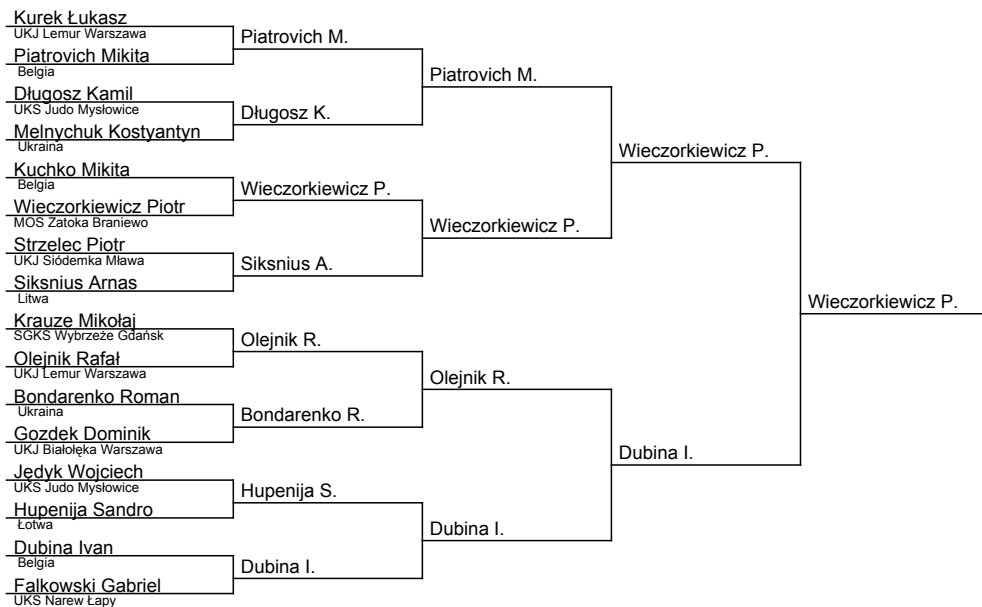 Kurek Łukasz
UKJ Lemur Warszawa
Piatrovich Mikita
Belgia
Długosz Kamil
UKS Judo Mysłowice
Melnychuk Kostyantyn
Ukraina
Kuchko Mikita
Belgia
Wieczorkiewicz Piotr
MOS Zatoka Braniewo
Strzelec Piotr
UKJ Siódemka Mława
Siksnius Arnas
Litwa
Krauze Mikołaj
SGKS Wybrzeże Gdańsk
Olejnik Rafał
UKJ Lemur Warszawa
Bondarenko Roman
Ukraina
Gozdek Dominik
UKJ Białołęka Warszawa
Jędyk Wojciech
UKS Judo Mysłowice
Hupenija Sandro
Łotwa
Dubina Ivan
Belgia
Falkowski Gabriel
UKS Narew Łapy
Piatrovich M.
Długosz K.
Wieczorkiewicz P.
Siksnius A.
Olejnik R.
Bondarenko R.
Hupenija S.
Dubina I.
Piatrovich M.
Wieczorkiewicz P.
Olejnik R.
Dubina I.
Wieczorkiewicz P.
Dubina I.
Wieczorkiewicz P.